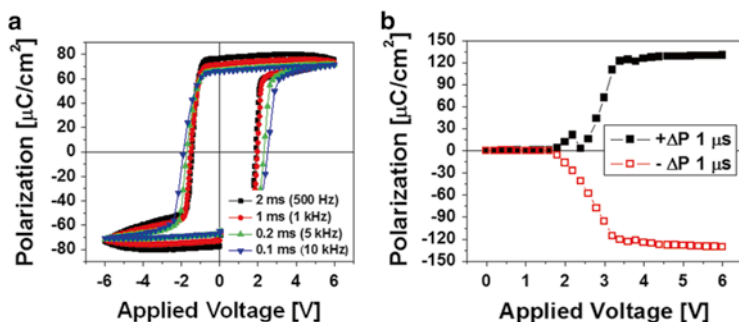 a
Polarization [μC/cm²]
80
60
40
20
0
-20
-40
-60
-80
-6 -4 -2 0 2 4 6
Applied Voltage [V]
2 ms (500 Hz)
1 ms (1 kHz)
0.2 ms (5 kHz)
0.1 ms (10 kHz)
b
Polarization [μC/cm²]
150
120
90
60
30
0
-30
-60
-90
-120
-150
0 1 2 3 4 5 6
Applied Voltage [V]
+ΔP 1 μs
- ΔP 1 μs